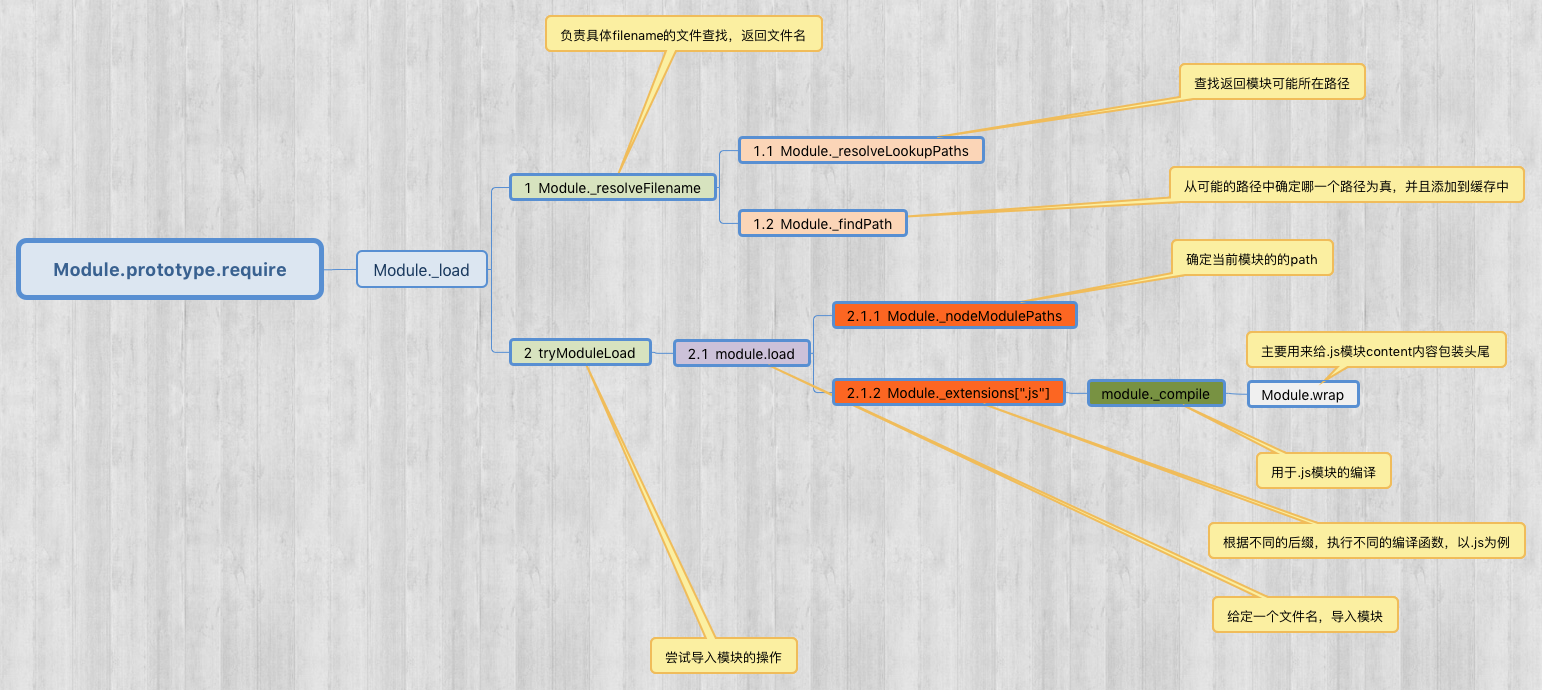 负责具体filename的文件查找，返回文件名
查找返回模块可能所在路径
1.1 Module._resolveLookupPaths
从可能的路径中确定哪一个路径为真，并且添加到缓存中
1 Module._resolveFilename
1.2 Module._findPath
确定当前模块的的path
Module.prototype.require
Module._load
2.1.1 Module._nodeModulePaths
主要用来给.js模块content内容包装头尾
2 tryModuleLoad
2.1 module.load
2.1.2 Module._extensions[".js"]
module._compile
Module.wrap
用于.js模块的编译
根据不同的后缀，执行不同的编译函数，以.js为例
给定一个文件名，导入模块
尝试导入模块的操作